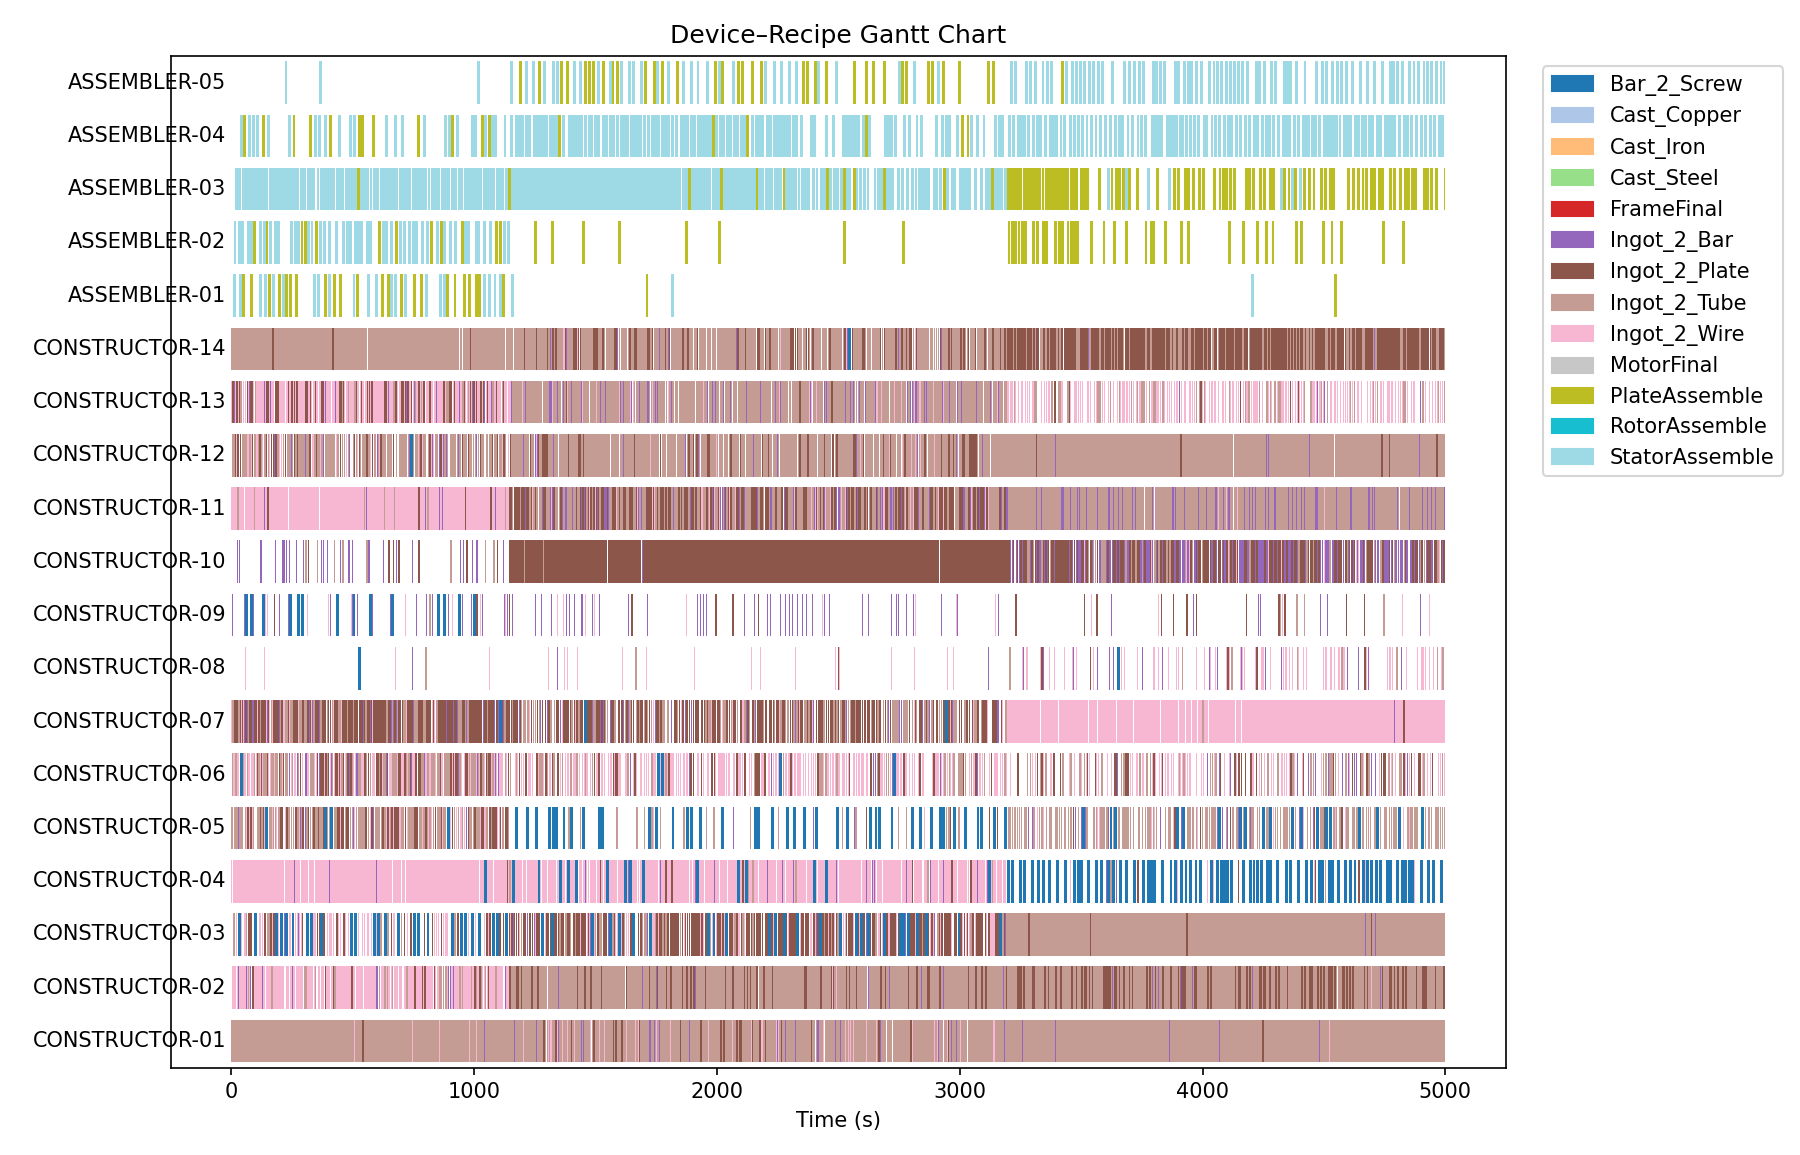 Device–Recipe Gantt Chart
ASSEMBLER-05
ASSEMBLER-04
ASSEMBLER-03
ASSEMBLER-02
ASSEMBLER-01
CONSTRUCTOR-14
CONSTRUCTOR-13
CONSTRUCTOR-12
CONSTRUCTOR-11
CONSTRUCTOR-10
CONSTRUCTOR-09
CONSTRUCTOR-08
CONSTRUCTOR-07
CONSTRUCTOR-06
CONSTRUCTOR-05
CONSTRUCTOR-04
CONSTRUCTOR-03
CONSTRUCTOR-02
CONSTRUCTOR-01
0 1000 2000 3000 4000 5000
Time (s)
Bar_2_Screw
Cast_Copper
Cast_Iron
Cast_Steel
FrameFinal
Ingot_2_Bar
Ingot_2_Plate
Ingot_2_Tube
Ingot_2_Wire
MotorFinal
PlateAssemble
RotorAssemble
StatorAssemble